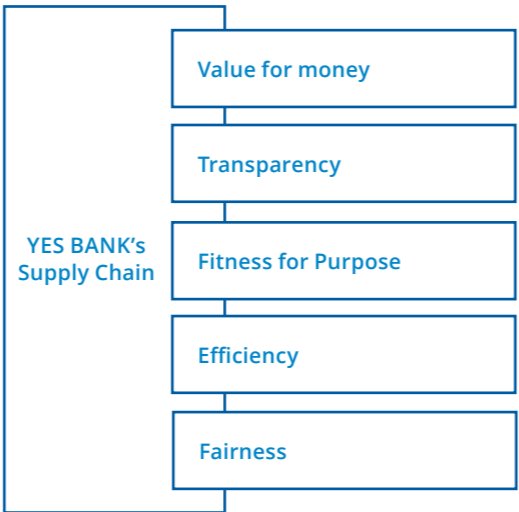 Value for money
Transparency
YES BANK’s
Supply Chain
Fitness for Purpose
Efficiency
Fairness